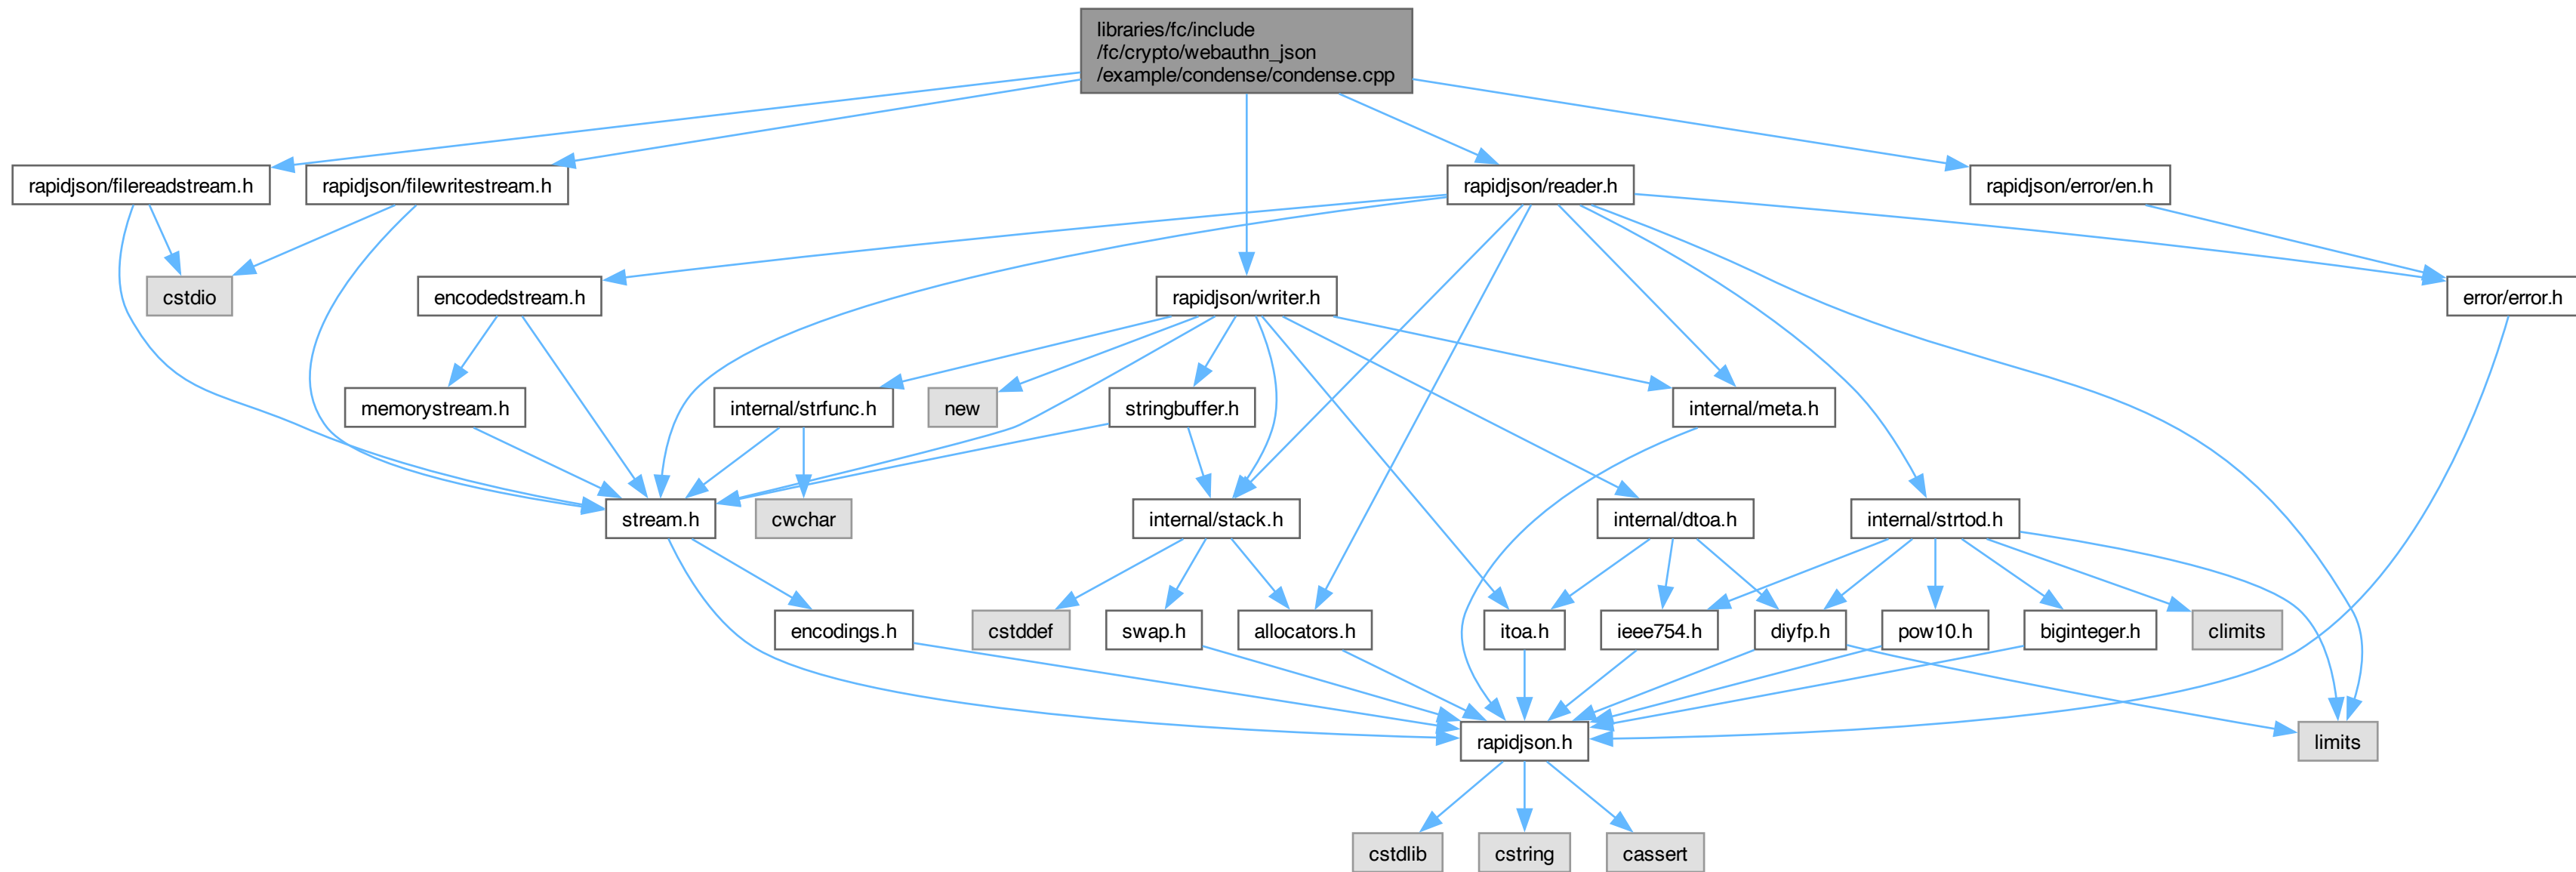 libraries/fc/include
/fc/crypto/webauthn_json
/example/condense/condense.cpp
rapidjson/filereadstream.h
rapidjson/filewritestream.h
rapidjson/reader.h
rapidjson/error/en.h
cstdio
encodedstream.h
rapidjson/writer.h
error/error.h
memorystream.h
internal/strfunc.h
new
stringbuffer.h
internal/meta.h
stream.h
cwchar
internal/stack.h
internal/dtoa.h
internal/strtod.h
encodings.h
cstddef
swap.h
allocators.h
itoa.h
ieee754.h
diyfp.h
pow10.h
biginteger.h
climits
rapidjson.h
limits
cstdlib
cstring
cassert